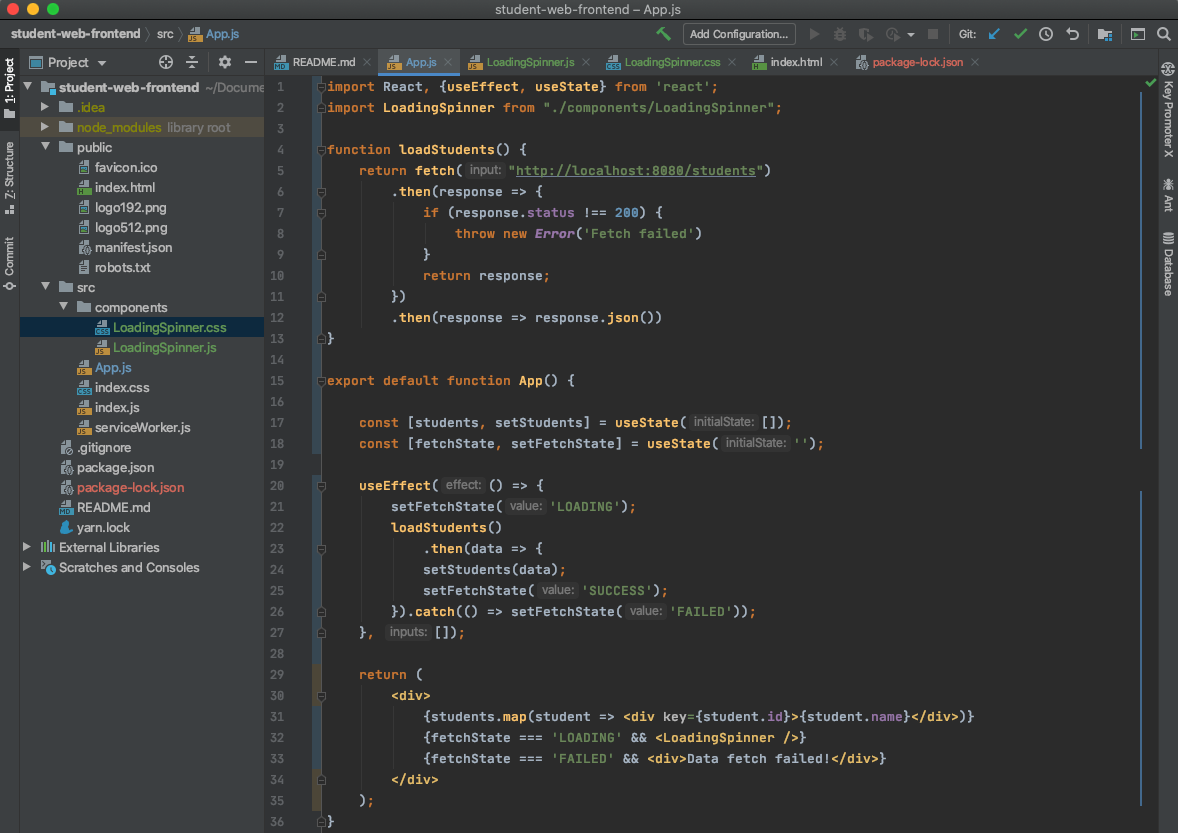 student-web-frontend – App.js
student-web-frontend src App.js Add Configuration... Git:
1: Project
Z: Structure
Commit
Project
student-web-frontend ~/Docume
.idea
node_modules library root
public
favicon.ico
index.html
logo192.png
logo512.png
manifest.json
robots.txt
src
components
LoadingSpinner.css
LoadingSpinner.js
App.js
index.css
index.js
serviceWorker.js
.gitignore
package.json
package-lock.json
README.md
yarn.lock
External Libraries
Scratches and Consoles
README.md App.js LoadingSpinner.js LoadingSpinner.css index.html package-lock.json
1 import React, {useEffect, useState} from 'react';
2 import LoadingSpinner from "./components/LoadingSpinner";
3
4 function loadStudents() {
5 return fetch( input: "http://localhost:8080/students")
6 .then(response => {
7 if (response.status !== 200) {
8 throw new Error('Fetch failed')
9 }
10 return response;
11 })
12 .then(response => response.json())
13 }
14
15 export default function App() {
16
17 const [students, setStudents] = useState( initialState: []);
18 const [fetchState, setFetchState] = useState( initialState: '');
19
20 useEffect( effect: () => {
21 setFetchState( value: 'LOADING');
22 loadStudents()
23 .then(data => {
24 setStudents(data);
25 setFetchState( value: 'SUCCESS');
26 }).catch(() => setFetchState( value: 'FAILED'));
27 }, inputs: []);
28
29 return (
30 <div>
31 {students.map(student => <div key={student.id}>{student.name}</div>)}
32 {fetchState === 'LOADING' && <LoadingSpinner />}
33 {fetchState === 'FAILED' && <div>Data fetch failed!</div>}
34 </div>
35 );
36 }
Key Promoter X
Ant
Database